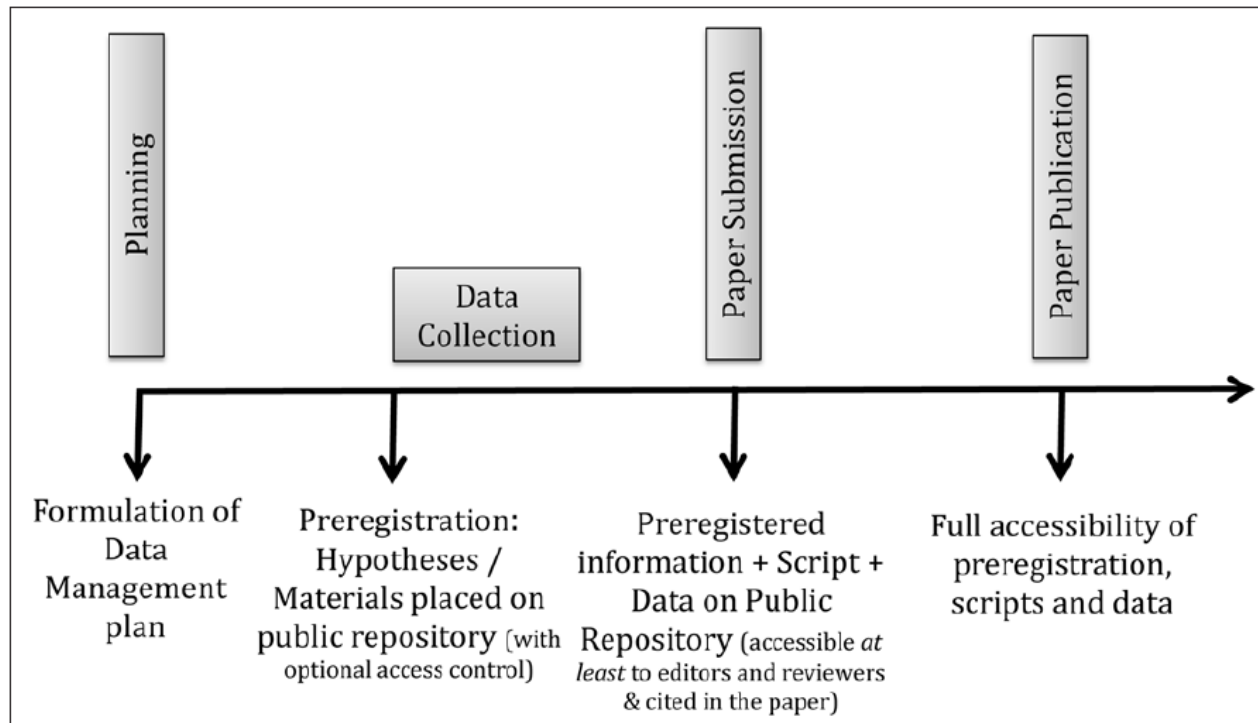 Planning
Data
Collection
Paper Submission
Paper Publication
Formulation of
Data
Management
plan
Preregistration:
Hypotheses /
Materials placed on
public repository (with
optional access control)
Preregistered
information + Script +
Data on Public
Repository (accessible at
least to editors and reviewers
& cited in the paper)
Full accessibility of
preregistration,
scripts and data